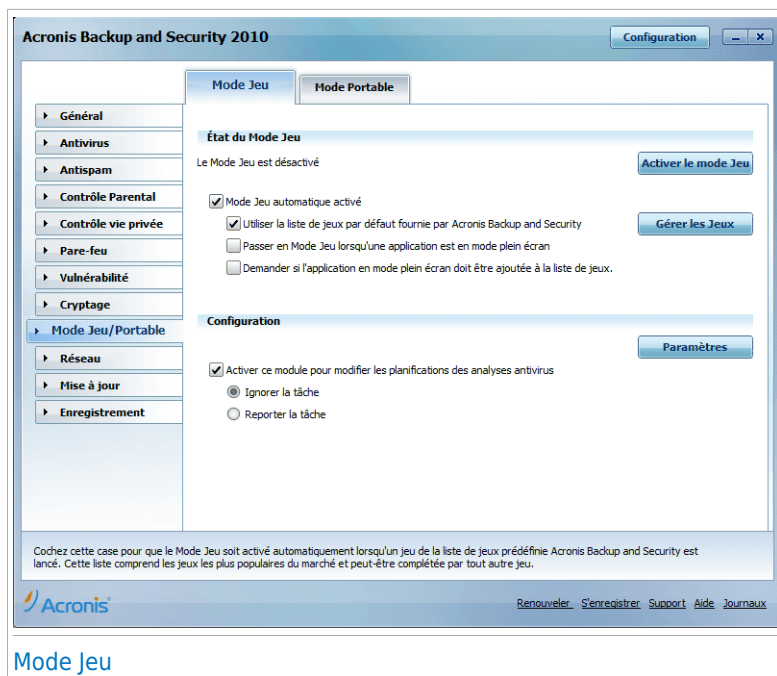 Acronis Backup and Security 2010
Configuration
Mode Jeu
Mode Portable
Général
Antivirus
Antispam
Contrôle Parental
Contrôle vie privée
Pare-feu
Vulnérabilité
Cryptage
Mode Jeu/Portable
Réseau
Mise à jour
Enregistrement
État du Mode Jeu
Le Mode Jeu est désactivé
Activer le mode Jeu
Mode Jeu automatique activé
Utiliser la liste de jeux par défaut fournie par Acronis Backup and Security
Gérer les Jeux
Passer en Mode Jeu lorsqu'une application est en mode plein écran
Demander si l'application en mode plein écran doit être ajoutée à la liste de jeux.
Configuration
Paramètres
Activer ce module pour modifier les planifications des analyses antivirus
Ignorer la tâche
Reporter la tâche
Cochez cette case pour que le Mode Jeu soit activé automatiquement lorsqu'un jeu de la liste de jeux prédéfinie Acronis Backup and Security est
lancé. Cette liste comprend les jeux les plus populaires du marché et peut-être complétée par tout autre jeu.
Acronis
Renouveler S'enregistrer Support Aide Journaux
Mode Jeu